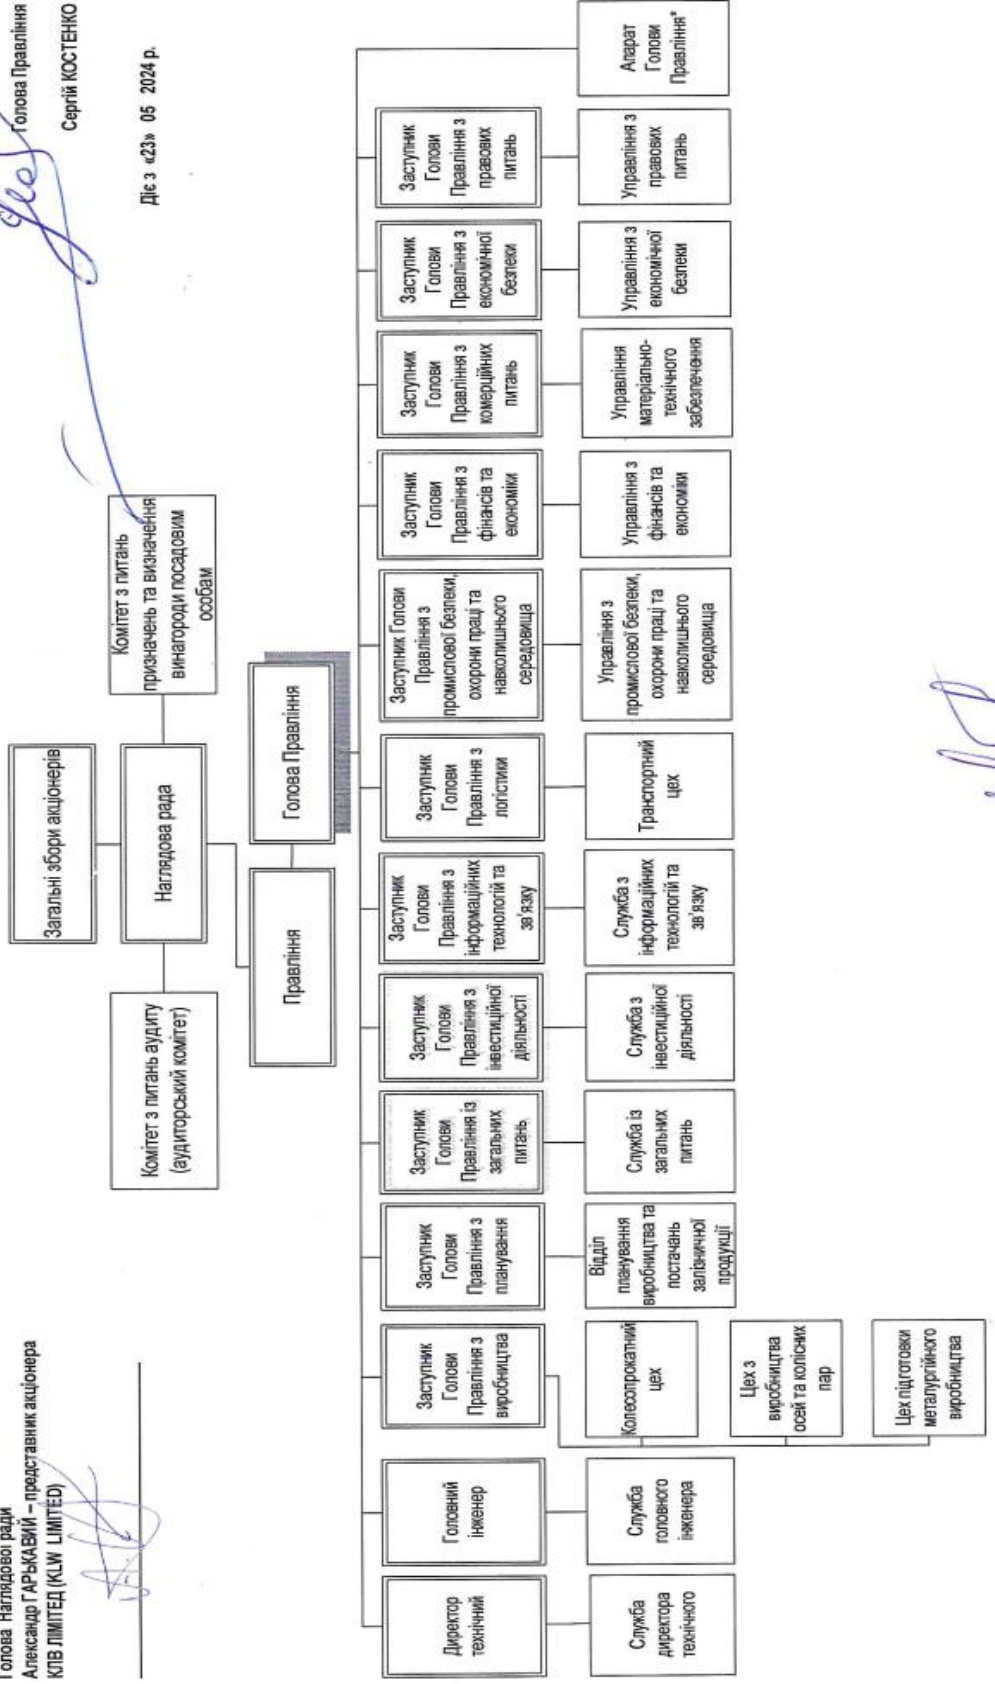 Голова Наглядової ради
Александр ГАРЬКАВИЙ – представник акціонера
КЛВ ЛІМІТЕД (KLW LIMITED)
Голова Правління
Сергій КОСТЕНКО
Діє з «23» 05 2024 р.
Загальні збори акціонерів
Комітет з питань аудиту
(аудиторський комітет)
Наглядова рада
Комітет з питань
призначень та визначення
винагороди посадовим
особам
Правління
Голова Правління
Директор
технічний
Головний
інженер
Заступник
Голови
Правління з
виробництва
Заступник
Голови
Правління з
планування
Заступник
Голови
Правління із
загальних
питань
Заступник
Голови
Правління з
інвестиційної
діяльності
Заступник
Голови
Правління з
інформаційних
технологій та
зв'язку
Заступник
Голови
Правління з
логістики
Заступник Голови
Правління з
промислової безпеки,
охорони праці та
навколишнього
середовища
Заступник
Голови
Правління з
фінансів та
економіки
Заступник
Голови
Правління з
комерційних
питань
Заступник
Голови
Правління з
економічної
безпеки
Заступник
Голови
Правління з
правових
питань
Апарат
Голови
Правління*
Служба
директора
технічного
Служба
головного
інженера
Колесопрокатний
цех
Цех з
виробництва
осей та колісних
пар
Цех підготовки
металургійного
виробництва
Відділ
планування
виробництва та
постачань
залізничної
продукції
Служба із
загальних
питань
Служба з
інвестиційної
діяльності
Служба з
інформаційних
технологій та
зв'язку
Транспортний
цех
Управління з
промислової безпеки,
охорони праці та
навколишнього
середовища
Управління з
фінансів та
економіки
Управління
матеріально-
технічного
забезпечення
Управління з
економічної
безпеки
Управління з
правових
питань